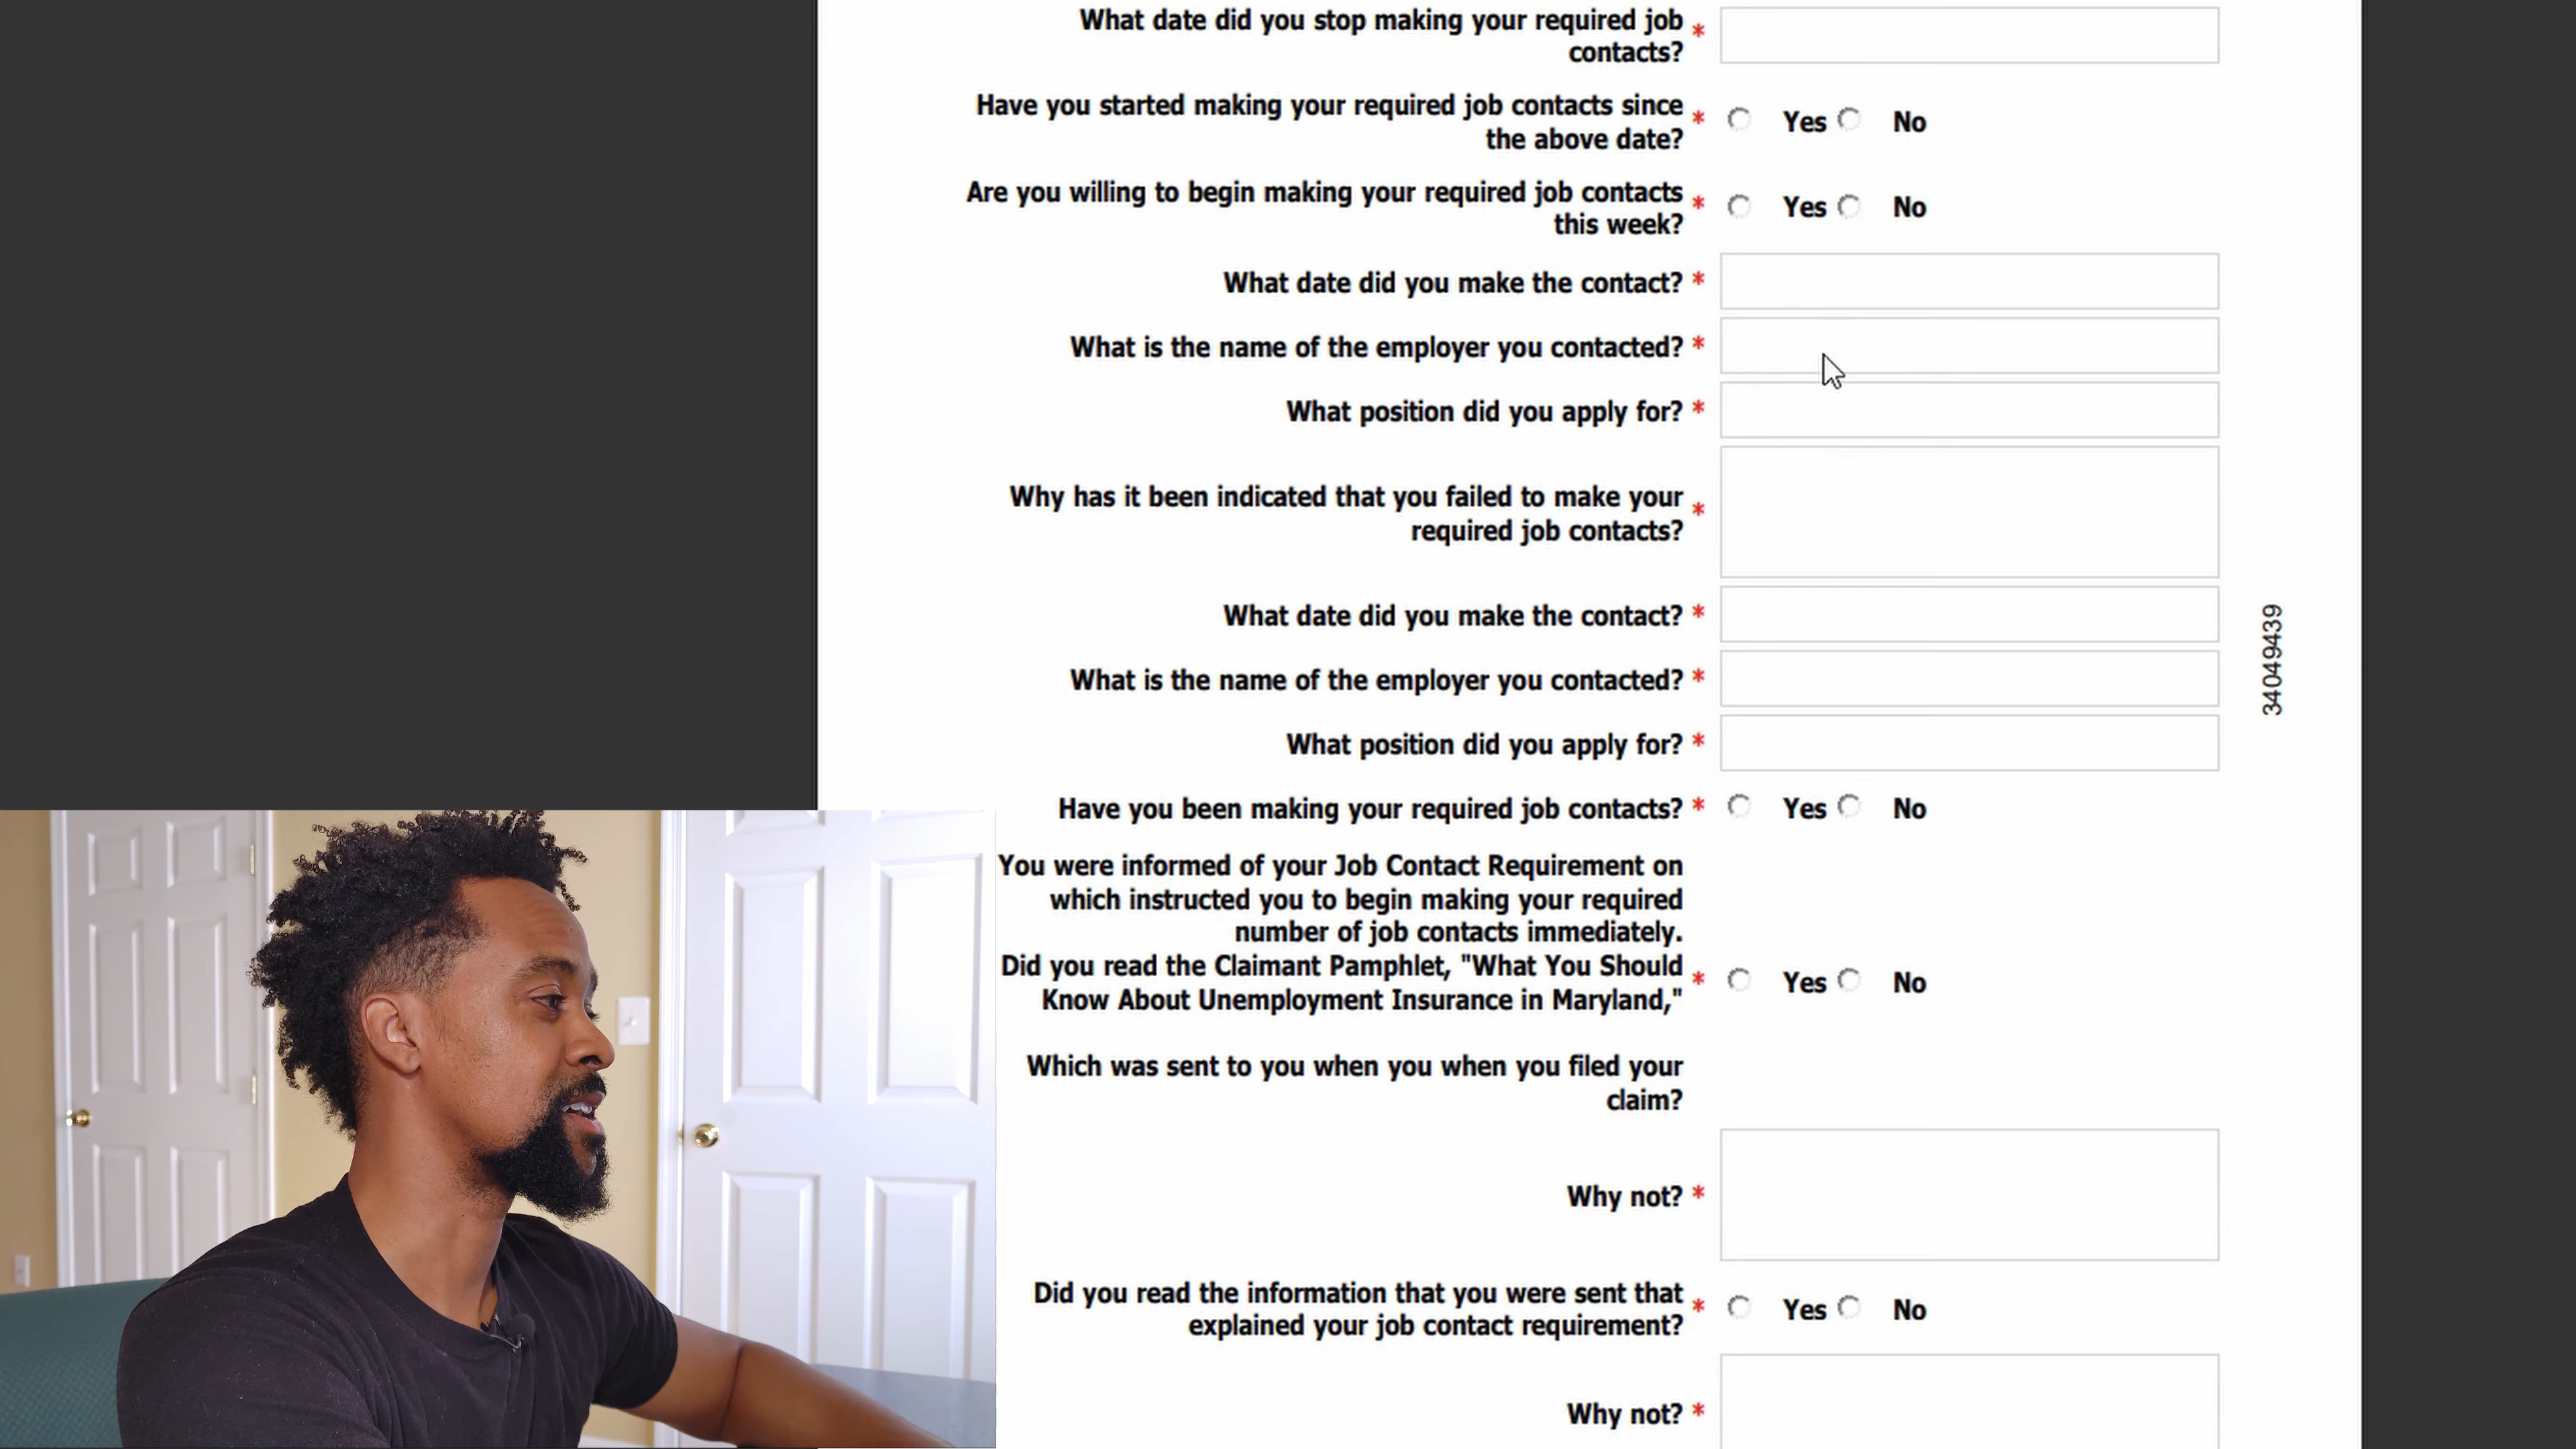 What date did you stop making your required job
contacts? *
Have you started making your required job contacts since
the above date? * Yes No
Are you willing to begin making your required job contacts
this week? * Yes No
What date did you make the contact? *
What is the name of the employer you contacted? *
What position did you apply for? *
Why has it been indicated that you failed to make your
required job contacts? *
What date did you make the contact? *
What is the name of the employer you contacted? *
What position did you apply for? *
Have you been making your required job contacts? * Yes No
You were informed of your Job Contact Requirement on
which instructed you to begin making your required
number of job contacts immediately.
Did you read the Claimant Pamphlet, "What You Should
Know About Unemployment Insurance in Maryland," * Yes No
Which was sent to you when you when you filed your
claim?
Why not? *
Did you read the information that you were sent that
explained your job contact requirement? * Yes No
Why not? *
34049439